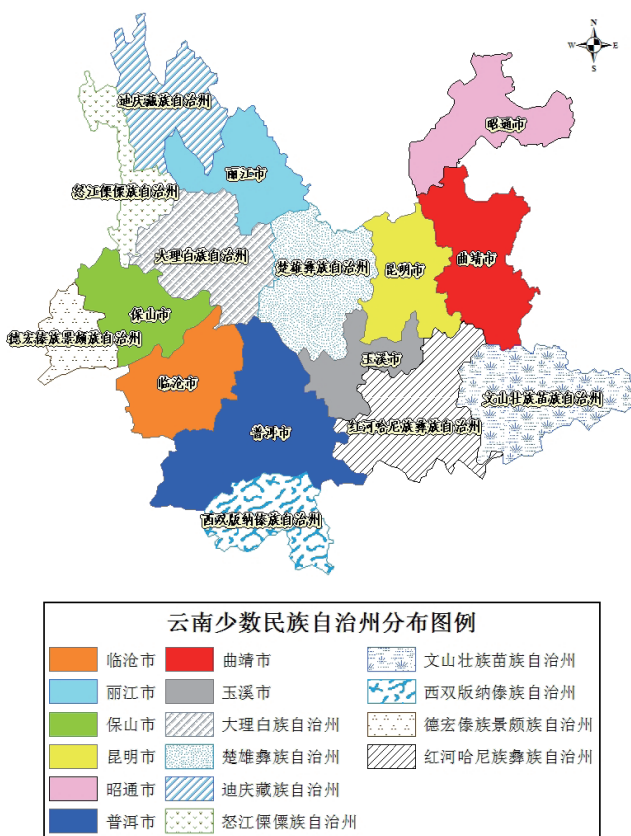 N
W E
S
迪庆藏族自治州
昭通市
丽江市
怒江傈僳族自治州
大理白族自治州
楚雄彝族自治州
昆明市
曲靖市
保山市
德宏傣族景颇族自治州
玉溪市
临沧市
文山壮族苗族自治州
红河哈尼族彝族自治州
普洱市
西双版纳傣族自治州
云南少数民族自治州分布图例
临沧市 曲靖市 文山壮族苗族自治州
丽江市 玉溪市 西双版纳傣族自治州
保山市 大理白族自治州 德宏傣族景颇族自治州
昆明市 楚雄彝族自治州 红河哈尼族彝族自治州
昭通市 迪庆藏族自治州
普洱市 怒江傈僳族自治州